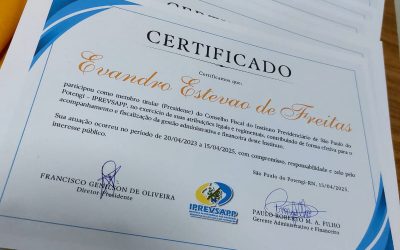 CERTIFICADO
Certificamos que:
Evandro Estevao de Freitas
participou como membro titular (Presidente) do Conselho Fiscal do Instituto Previdenciário de São Paulo do
Potengi – IPREVSAPP, no exercício de suas atribuições legais e regimentais, contribuindo de forma efetiva para o
acompanhamento e fiscalização da gestão administrativa e financeira deste Instituto.
Sua atuação ocorreu no período de 20/04/2023 a 15/04/2025, com compromisso, responsabilidade e zelo pelo
interesse público.
São Paulo do Potengi-RN, 15/04/2025.
FRANCISCO GENILSON DE OLIVEIRA
Diretor Presidente
IPREVSAPP
PAULO ROBERTO M. A. FILHO
Gerente Administrativo e Financeiro